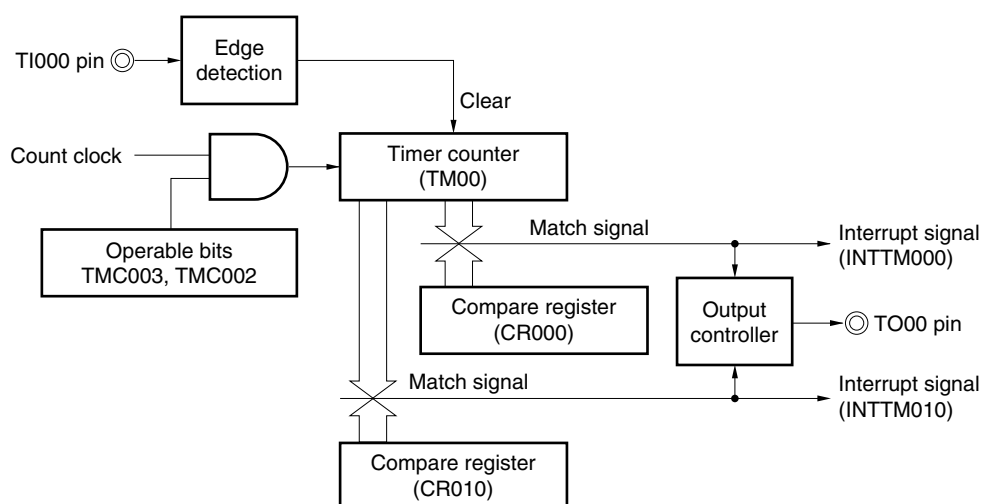 TI000 pin
Edge
detection
Clear
Count clock
Timer counter
(TM00)
Operable bits
TMC003, TMC002
Match signal
Interrupt signal
(INTTM000)
Compare register
(CR000)
Output
controller
TO00 pin
Match signal
Interrupt signal
(INTTM010)
Compare register
(CR010)